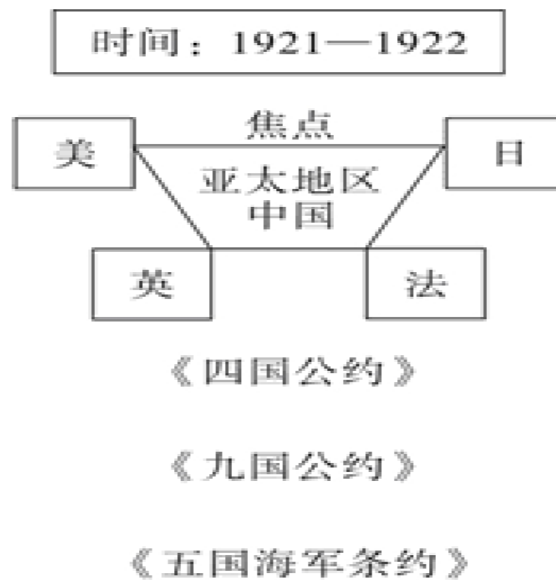 时间：1921—1922
焦点
美
日
亚太地区
中国
英
法
《四国公约》
《九国公约》
《五国海军条约》